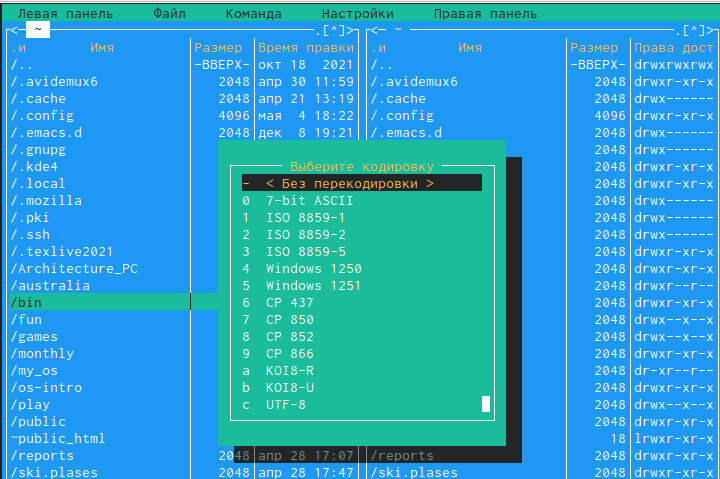 Левая панель Файл Команда Настройки Правая панель
<─ ~ .[^]> <─ ~ .[^]>
.и Имя Размер Время правки .и Имя Размер Права дост
/.. -ВВЕРХ- окт 18 2021 /.. -ВВЕРХ- drwxrwxrwx
/.avidemux6 2048 апр 30 11:59 /.avidemux6 2048 drwxr-xr-x
/.cache 2048 апр 21 13:19 /.cache 2048 drwx------
/.config 4096 мая 4 18:22 /.config 4096 drwx------
/.emacs.d 2048 дек 8 19:21 /.emacs.d 2048 drwxr-xr-x
/.gnupg 2048 drwx------
/.kde4 Выберите кодировку 2048 drwxr-xr-x
/.local - < Без перекодировки > 2048 drwxr-xr-x
/.mozilla 0 7-bit ASCII 2048 drwx------
/.pki 1 ISO 8859-1 2048 drwx------
/.ssh 2 ISO 8859-2 2048 drwx------
/.texlive2021 3 ISO 8859-5 2048 drwxr-xr-x
/Architecture_PC 4 Windows 1250 2048 drwxr-xr-x
/australia 5 Windows 1251 2048 drwxr--r--
/bin 6 CP 437 2048 drwxr-xr-x
/fun 7 CP 850 2048 drwx--x--x
/games 8 CP 852 2048 drwx--x--x
/monthly 9 CP 866 2048 drwxr-xr-x
/my_os a KOI8-R 2048 dr-xr--r--
/os-intro b KOI8-U 2048 drwxr-xr-x
/play c UTF-8 2048 drwx--x--x
/public 2048 drwxr-xr-x
~public_html 18 lrwxr-xr-x
/reports 2048 апр 28 17:07 /reports 2048 drwxr-xr-x
/ski.plases 2048 апр 28 17:47 /ski.plases 2048 drwxr-xr-x